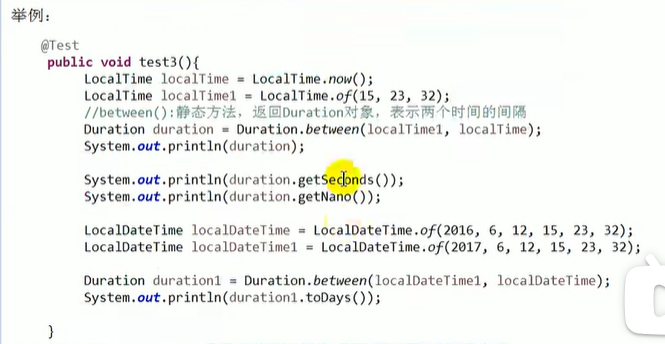 举例：
@Test
public void test3(){
LocalTime localTime = LocalTime.now();
LocalTime localTime1 = LocalTime.of(15, 23, 32);
//between():静态方法，返回Duration对象，表示两个时间的间隔
Duration duration = Duration.between(localTime1, localTime);
System.out.println(duration);
System.out.println(duration.getSeconds());
System.out.println(duration.getNano());
LocalDateTime localDateTime = LocalDateTime.of(2016, 6, 12, 15, 23, 32);
LocalDateTime localDateTime1 = LocalDateTime.of(2017, 6, 12, 15, 23, 32);
Duration duration1 = Duration.between(localDateTime1, localDateTime);
System.out.println(duration1.toDays());
}